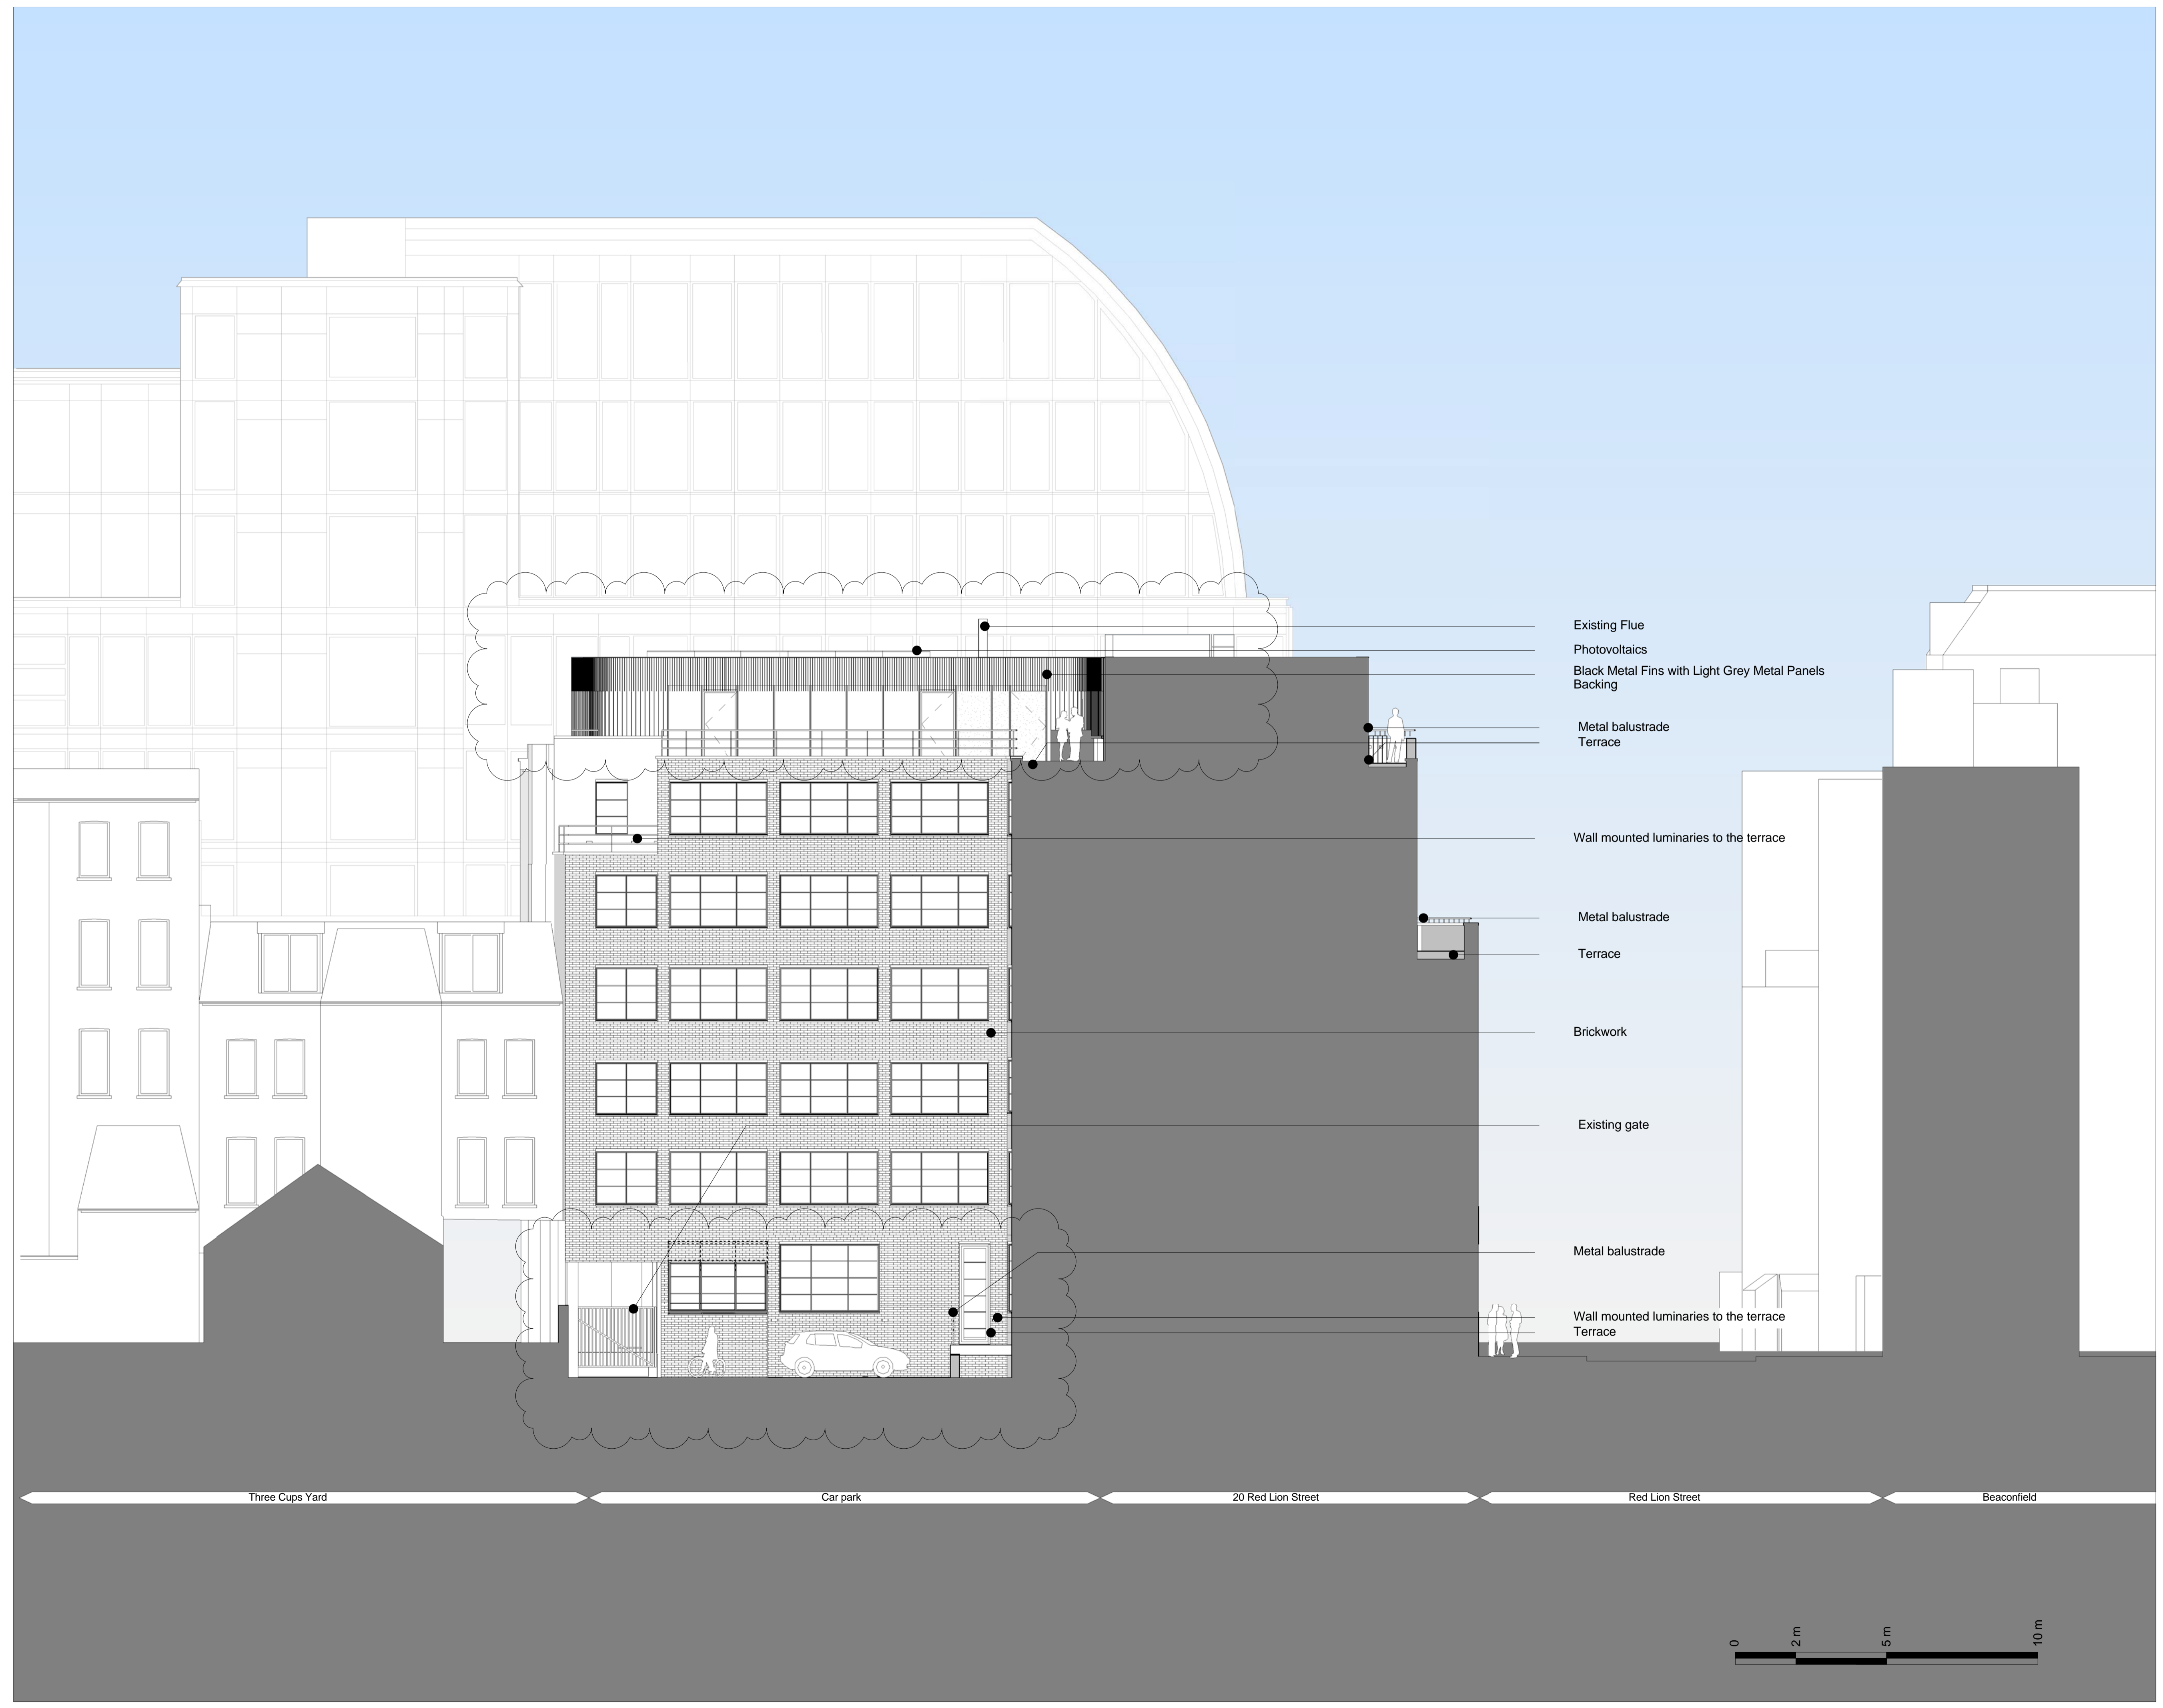 Existing Flue
Photovoltaics
Black Metal Fins with Light Grey Metal Panels
Backing
Metal balustrade
Terrace
Wall mounted luminaries to the terrace
Metal balustrade
Terrace
Brickwork
Existing gate
Metal balustrade
Wall mounted luminaries to the terrace
Terrace
Three Cups Yard
Car park
20 Red Lion Street
Red Lion Street
Beaconfield
0
2 m
5 m
10 m